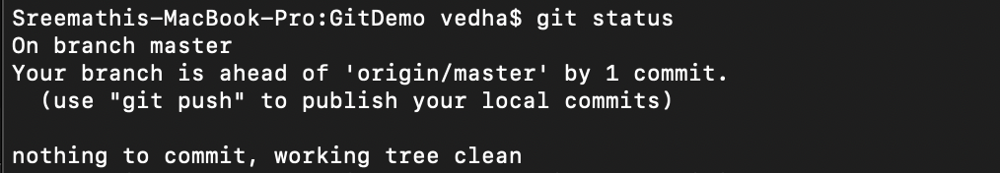 Sreemathis-MacBook-Pro:GitDemo vedha$ git status
On branch master
Your branch is ahead of 'origin/master' by 1 commit.
  (use "git push" to publish your local commits)

nothing to commit, working tree clean